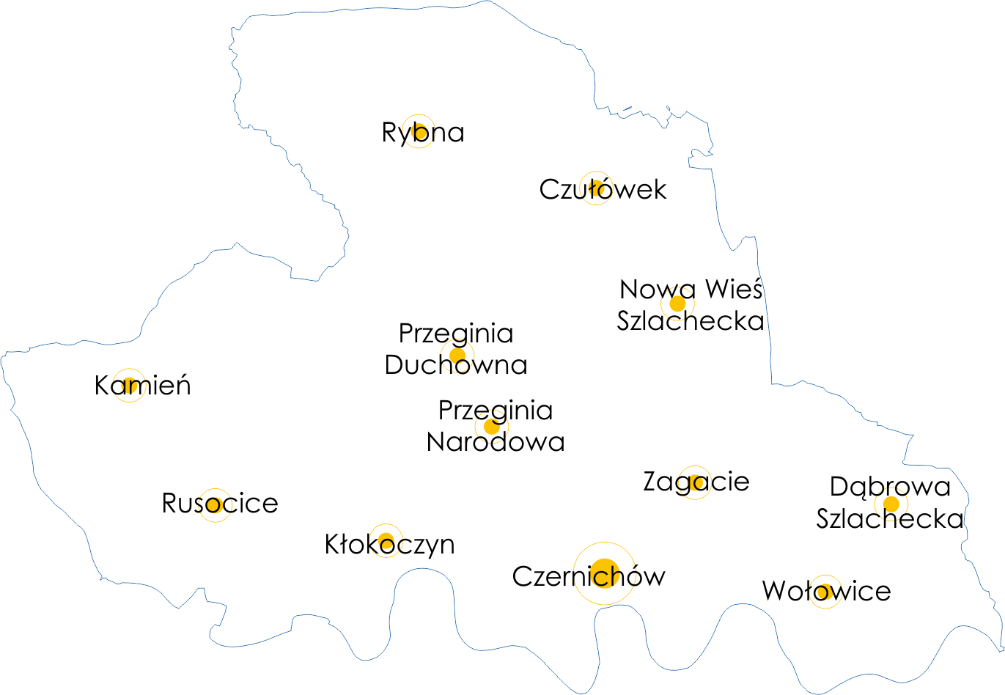 Rybna
Czułówek
Nowa Wieś
Szlachecka
Przeginia
Duchowna
Kamień
Przeginia
Narodowa
Zagacie
Dąbrowa
Szlachecka
Rusocice
Kłokoczyn
Czernichów
Wołowice